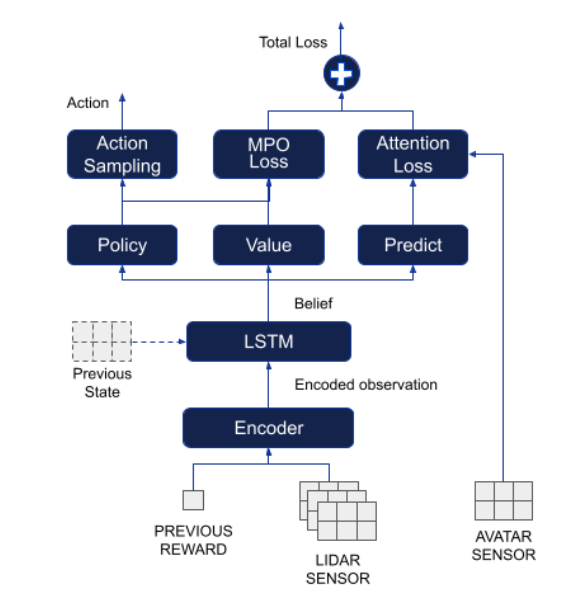 Total Loss
Action
Action
Sampling
MPO
Loss
Attention
Loss
Policy
Value
Predict
Belief
LSTM
Previous
State
Encoded observation
Encoder
PREVIOUS
REWARD
LIDAR
SENSOR
AVATAR
SENSOR